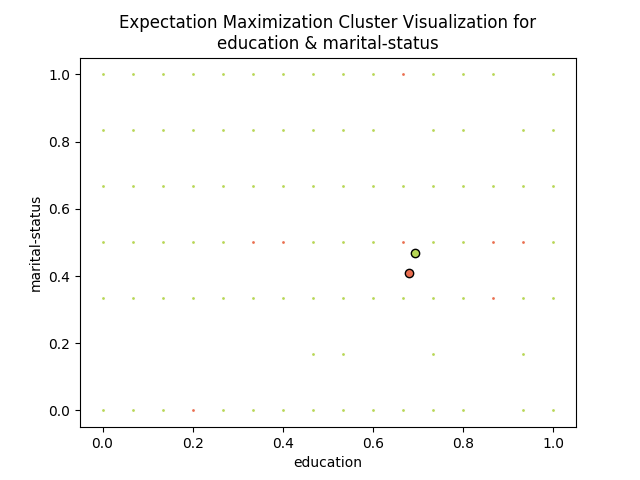 Expectation Maximization Cluster Visualization for
education & marital-status
1.0
0.8
0.6
0.4
0.2
0.0
marital-status
0.0 0.2 0.4 0.6 0.8 1.0
education